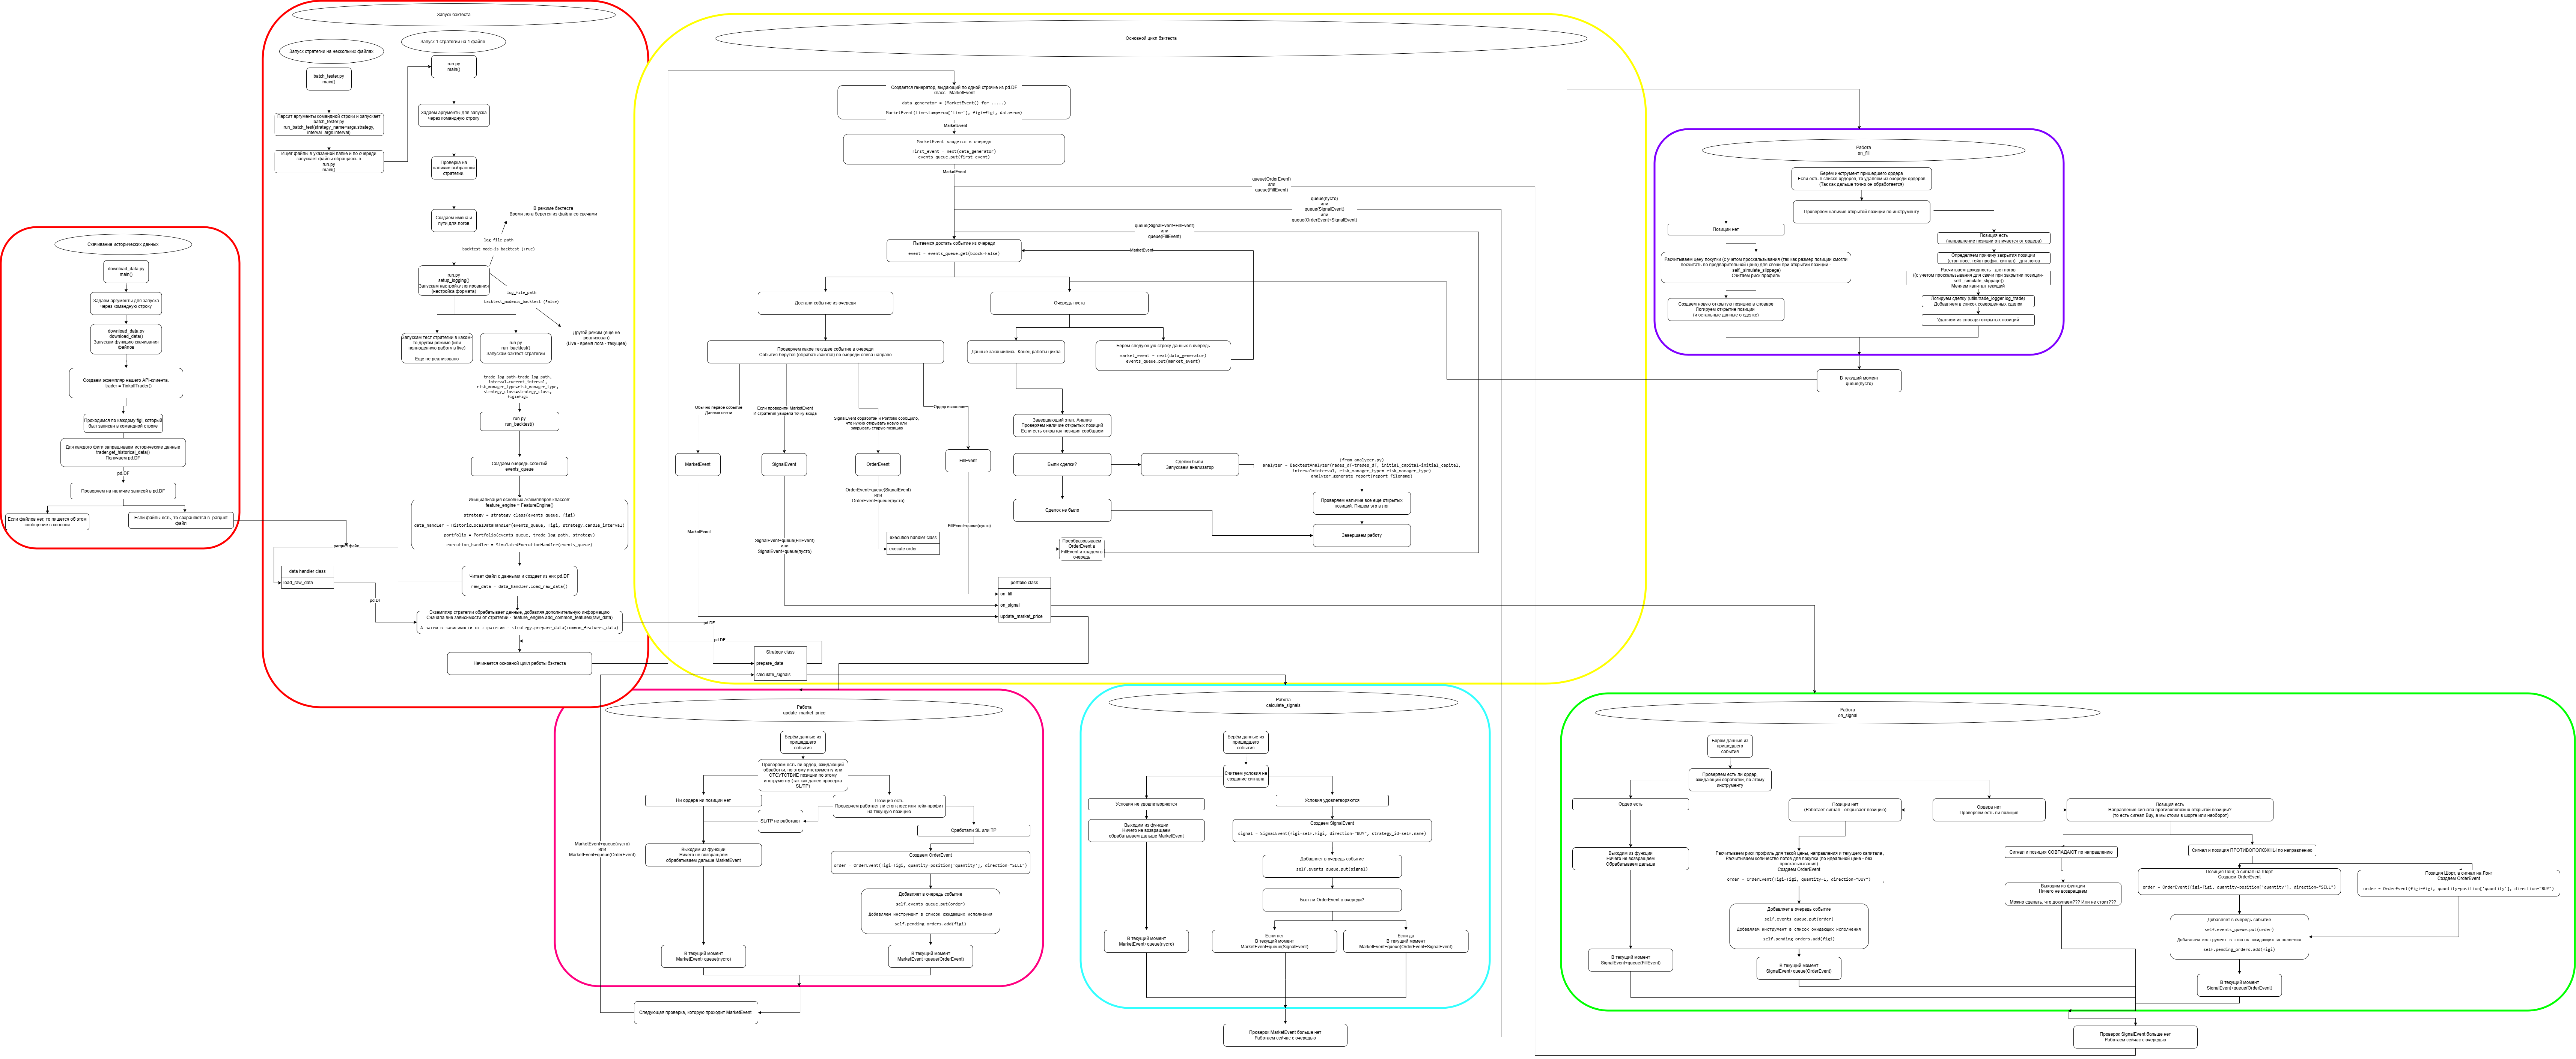 Скачивание исторических данных
download_data.py
main()
Задаём аргументы для запуска
через командную строку
download_data.py
download_data()
Запускам функцию скачивания
файлов
Создаем экземпляр нашего API-клиента.
trader = TinkoffTrader()
Проходимся по каждому figi, который
был записан в командной строке
Для каждого фиги запрашиваем исторические данные
trader.get_historical_data()
Получаем pd.DF
pd.DF
Проверяем на наличие записей в pd.DF
Если файлов нет, то пишется об этом
сообщение в консоли
Если файлы есть, то сохраняются в .parquet
файл
Запуск бэктеста
Запуск стратегии на нескольких файлах
batch_tester.py
main()
Парсит аргументы командной строки и запускает
batch_tester.py
run_batch_test(strategy_name=args.strategy,
interval=args.interval)
Ищет файлы в указанной папке и по очереди
запускает файлы обращаясь в
run.py
main()
Запуск 1 стратегии на 1 файле
run.py
main()
Задаём аргументы для запуска
через командную строку
Проверка на
наличие выбранной
стратегии.
Создаем имена и
пути для логов
В режиме бэктеста
Время лога берется из файла со свечами
log_file_path
backtest_mode=is_backtest (True)
run.py
setup_logging()
Запускам настройку логирования
(настройка формата)
log_file_path
backtest_mode=is_backtest (false)
Другой режим (еще не
реализован)
(Live - время лога - текущее)
Запускам тест стратегии в каком-
то другом режиме (или
полноценную работу в live)
Еще не реализовано
run.py
run_backtest()
Запускам бэктест стратегии
trade_log_path=trade_log_path,
interval=current_interval,
risk_manager_type=risk_manager_type,
strategy_class=strategy_class,
figi=figi
run.py
run_backtest()
Создаем очередь событий
events_queue
Инициализация основных экземпляров классов:
feature_engine = FeatureEngine()
strategy = strategy_class(events_queue, figi)
data_handler = HistoricLocalDataHandler(events_queue, figi, strategy.candle_interval)
portfolio = Portfolio(events_queue, trade_log_path, strategy)
execution_handler = SimulatedExecutionHandler(events_queue)
data handler class
load_raw_data
Читает файл с данными и создает из них pd.DF
raw_data = data_handler.load_raw_data()
pd.DF
Экземпляр стратегии обрабатывает данные, добавляя дополнительную информацию
Сначала вне зависимости от стратегии - feature_engine.add_common_features(raw_data)
А затем в зависимости от стратегии - strategy.prepare_data(common_features_data)
pd.DF
pd.DF
Начинается основной цикл работы бэктеста
Strategy class
prepare_data
calculate_signals
Основной цикл бэктеста
Создается генератор, выдающий по одной строчке из pd.DF
класс - MarketEvent
data_generator = (MarketEvent() for .....)
MarketEvent(timestamp=row['time'], figi=figi, data=row)
MarketEvent
MarketEvent кладется в очередь
first_event = next(data_generator)
events_queue.put(first_event)
MarketEvent
queue(OrderEvent)
или
queue(FillEvent)
queue(пусто)
или
queue(SignalEvent)
или
queue(OrderEvent+SignalEvent)
queue(SignalEvent+FillEvent)
или
queue(FillEvent)
Пытаемся достать событие из очереди
event = events_queue.get(block=False)
MarketEvent
Достали событие из очереди
Очередь пуста
Проверяем какое текущее событие в очереди
События берутся (обрабатываются) по очереди слева направо
Данные закончились. Конец работы цикла
Берем следующую строку данных в очередь
market_event = next(data_generator)
events_queue.put(market_event)
Обычно первое событие
Данные свечи
Если проверили MarketEvent
И стратегия увидела точку входа
SignalEvent обработан и Portfolio сообщило,
что нужно открывать новую или
закрывать старую позицию
Ордер исполнен
MarketEvent
SignalEvent
OrderEvent
FillEvent
Завершающий этап. Анализ
Проверяем наличие открытых позиций
Если есть открытая позиция сообщаем
Были сделки?
Сделки были.
Запускаем анализатор
(from analyzer.py)
analyzer = BacktestAnalyzer(trades_df=trades_df, initial_capital=initial_capital,
interval=interval, risk_manager_type= risk_manager_type)
analyzer.generate_report(report_filename)
Проверяем наличие все еще открытых
позиций. Пишем это в лог
Сделок не было
Завершаем работу
OrderEvent+queue(SignalEvent)
или
OrderEvent+queue(пусто)
FillEvent+queue(пусто)
MarketEvent
SignalEvent+queue(FillEvent)
или
SignalEvent+queue(пусто)
execution handler class
execute order
Преобразовываем
OrderEvent в
FillEvent и кладем в
очередь
portfolio class
on_fill
on_signal
update_market_price
Работа
on_fill
Берём инструмент пришедшего ордера
Если есть в списке ордеров, то удаляем из очереди ордеров
(Так как дальше точно он обработается)
Проверяем наличие открытой позиции по инструменту
Позиции нет
Позиция есть
(направление позиции отличается от ордера)
Расчитываем цену покупки (с учетом проскальзования (так как размер позиции смогли
посчитать по предварительной цене) для свечи при открытии позиции -
self._simulate_slippage
Считаем риск профиль
Определяем причину закрытия позиции
(стоп лосс, тейк профит, сигнал) - для логов
Расчитваем доходность - для логов
((с учетом проскальзования для свечи при закрытии позиции-
self._simulate_slippage))
Меняем капитал текущий
Создаем новую открытую позицию в словаре
Логируем открытие позиции
(и остальные данные о сделке)
Логируем сделку (utils.trade_logger.log_trade)
Добавляем в список совершенных сделки
Удаляем из словаря открытых позиций
В текущий момент
queue(пусто)
Работа
update_market_price
Берём данные из
пришедшего
события
Проверяем есть ли ордер, ожидающий
обработки, по этому инструменту или
ОТСУТСТВИЕ позиции по этому
инструменту (так как далее проверка
SL/TP)
Ни ордера ни позиции нет
Позиция есть
Проверяем работает ли стоп-лосс или тейк-профит
на текущую позицию
SL/TP не работают
Сработали SL или TP
Выходим из функции
Ничего не возвращаем
обрабатываем дальше MarketEvent
Создаем OrderEvent
order = OrderEvent(figi=figi, quantity=position['quantity'], direction="SELL")
Добавляет в очередь событие
self.events_queue.put(order)
Добавляем инструмент в список ожидающих исполнения
self.pending_orders.add(figi)
В текущий момент
MarketEvent+queue(пусто)
В текущий момент
MarketEvent+queue(OrderEvent)
MarketEvent+queue(пусто)
или
MarketEvent+queue(OrderEvent)
Следующая проверка, которую проходит MarketEvent
Работа
calculate_signals
Берём данные из
пришедшего
события
Считаем условия на
создание сигнала
Условия не удовлетворяются
Условия удовлетворяются
Выходим из функции
Ничего не возвращаем
обрабатываем дальше MarketEvent
Создаем SignalEvent
signal = SignalEvent(figi=self.figi, direction="BUY", strategy_id=self.name)
Добавляет в очередь событие
self.events_queue.put(signal)
Был ли OrderEvent в очереди?
В текущий момент
MarketEvent+queue(пусто)
Если нет
В текущий момент
MarketEvent+queue(SignalEvent)
Если да
В текущий момент
MarketEvent+queue(OrderEvent+SignalEvent)
Проверок MarketEvent больше нет
Работаем сейчас с очередью
Работа
on_signal
Берём данные из
пришедшего
события
Проверяем есть ли ордер,
ожидающий обработки, по этому
инструменту
Ордер есть
Позиции нет
(Работает сигнал - открывает позицию)
Ордера нет
Проверяем есть ли позиция
Позиция есть
Направление сигнала противоположно открытой позиции?
(то есть сигнал Buy, а мы стоим в шорте или наоборот)
Выходим из функции
Ничего не возвращаем
Обрабатываем дальше
Расчитываем риск профиль для такой цены, направления и текущего капитала
Расчитываем количество лотов для покупки (по идеальной цене - без
проскальзывания)
Создаем OrderEvent
order = OrderEvent(figi=figi, quantity=1, direction="BUY")
Сигнал и позиция СОВПАДАЮТ по направлению
Сигнал и позиция ПРОТИВОПОЛОЖНЫ по направлению
Выходим из функции
Ничего не возвращаем
Можно сделать, что докупаем??? Или не стоит???
Позиция Лонг, а сигнал на Шорт
Создаем OrderEvent
order = OrderEvent(figi=figi, quantity=position['quantity'], direction="SELL")
Позиция Шорт, а сигнал на Лонг
Создаем OrderEvent
order = OrderEvent(figi=figi, quantity=position['quantity'], direction="BUY")
Добавляет в очередь событие
self.events_queue.put(order)
Добавляем инструмент в список ожидающих исполнения
self.pending_orders.add(figi)
Добавляет в очередь событие
self.events_queue.put(order)
Добавляем инструмент в список ожидающих исполнения
self.pending_orders.add(figi)
В текущий момент
SignalEvent+queue(FillEvent)
В текущий момент
SignalEvent+queue(OrderEvent)
В текущий момент
SignalEvent+queue(OrderEvent)
Проверок SignalEvent больше нет
Работаем сейчас с очередью